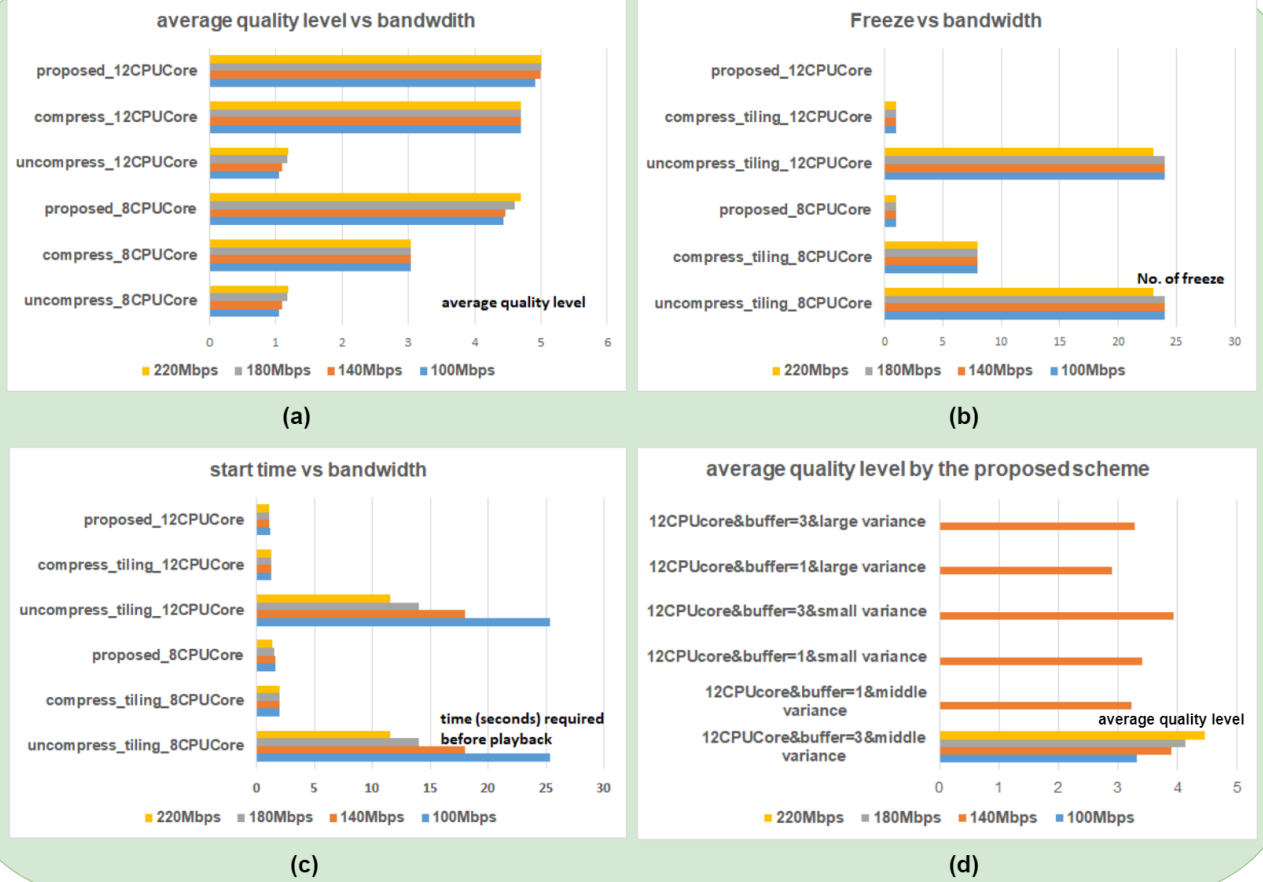 average quality level vs bandwdith
proposed_12CPUCore
compress_12CPUCore
uncompress_12CPUCore
proposed_8CPUCore
compress_8CPUCore
uncompress_8CPUCore
average quality level
0 1 2 3 4 5 6
220Mbps 180Mbps 140Mbps 100Mbps
(a)
Freeze vs bandwidth
proposed_12CPUCore
compress_tiling_12CPUCore
uncompress_tiling_12CPUCore
proposed_8CPUCore
compress_tiling_8CPUCore
No. of freeze
uncompress_tiling_8CPUCore
0 5 10 15 20 25 30
220Mbps 180Mbps 140Mbps 100Mbps
(b)
start time vs bandwidth
proposed_12CPUCore
compress_tiling_12CPUCore
uncompress_tiling_12CPUCore
proposed_8CPUCore
compress_tiling_8CPUCore
time (seconds) required
before playback
uncompress_tiling_8CPUCore
0 5 10 15 20 25 30
220Mbps 180Mbps 140Mbps 100Mbps
(c)
average quality level by the proposed scheme
12CPUcore&buffer=3&large variance
12CPUcore&buffer=1&large variance
12CPUcore&buffer=3&small variance
12CPUcore&buffer=1&small variance
12CPUcore&buffer=1&middle
variance
average quality level
12CPUCore&buffer=3&middle
variance
0 1 2 3 4 5
220Mbps 180Mbps 140Mbps 100Mbps
(d)